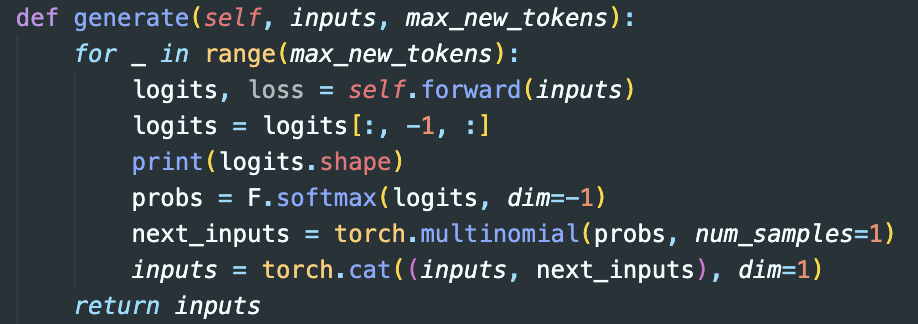 def generate(self, inputs, max_new_tokens):
    for _ in range(max_new_tokens):
        logits, loss = self.forward(inputs)
        logits = logits[:, -1, :]
        print(logits.shape)
        probs = F.softmax(logits, dim=-1)
        next_inputs = torch.multinomial(probs, num_samples=1)
        inputs = torch.cat((inputs, next_inputs), dim=1)
    return inputs